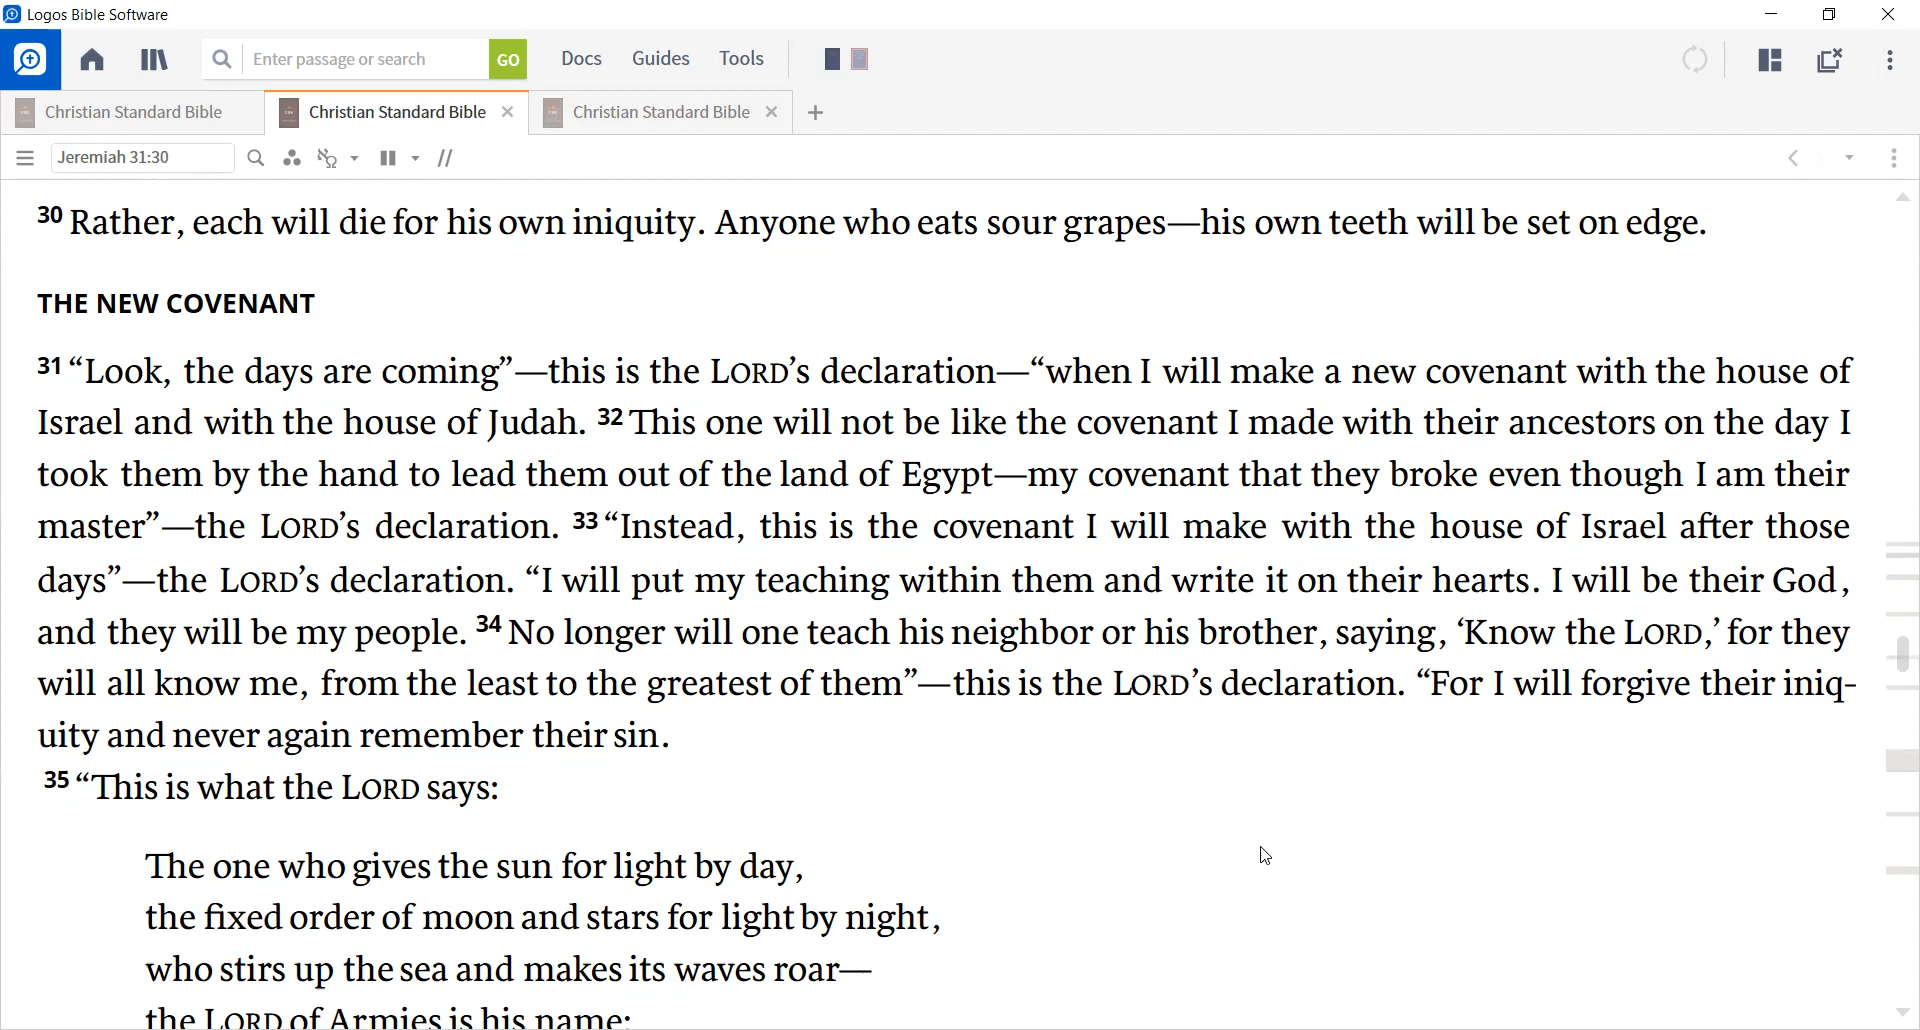 Logos Bible Software
Enter passage or search GO Docs Guides Tools
Christian Standard Bible Christian Standard Bible Christian Standard Bible
Jeremiah 31:30
30 Rather, each will die for his own iniquity. Anyone who eats sour grapes—his own teeth will be set on edge.
THE NEW COVENANT
31 “Look, the days are coming”—this is the LORD’s declaration—“when I will make a new covenant with the house of
Israel and with the house of Judah. 32 This one will not be like the covenant I made with their ancestors on the day I
took them by the hand to lead them out of the land of Egypt—my covenant that they broke even though I am their
master”—the LORD’s declaration. 33 “Instead, this is the covenant I will make with the house of Israel after those
days”—the LORD’s declaration. “I will put my teaching within them and write it on their hearts. I will be their God,
and they will be my people. 34 No longer will one teach his neighbor or his brother, saying, ‘Know the LORD,’ for they
will all know me, from the least to the greatest of them”—this is the LORD’s declaration. “For I will forgive their iniq-
uity and never again remember their sin.
35 “This is what the LORD says:
The one who gives the sun for light by day,
the fixed order of moon and stars for light by night,
who stirs up the sea and makes its waves roar—
the LORD of Armies is his name: